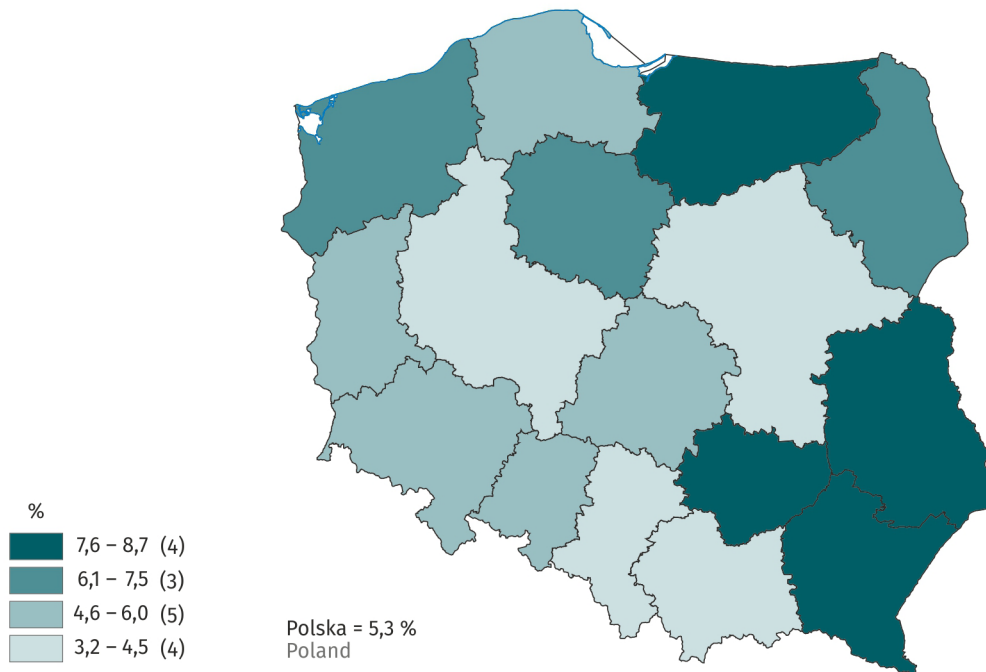 %
7,6 – 8,7 (4)
6,1 – 7,5 (3)
4,6 – 6,0 (5)
3,2 – 4,5 (4)
Polska = 5,3 %
Poland